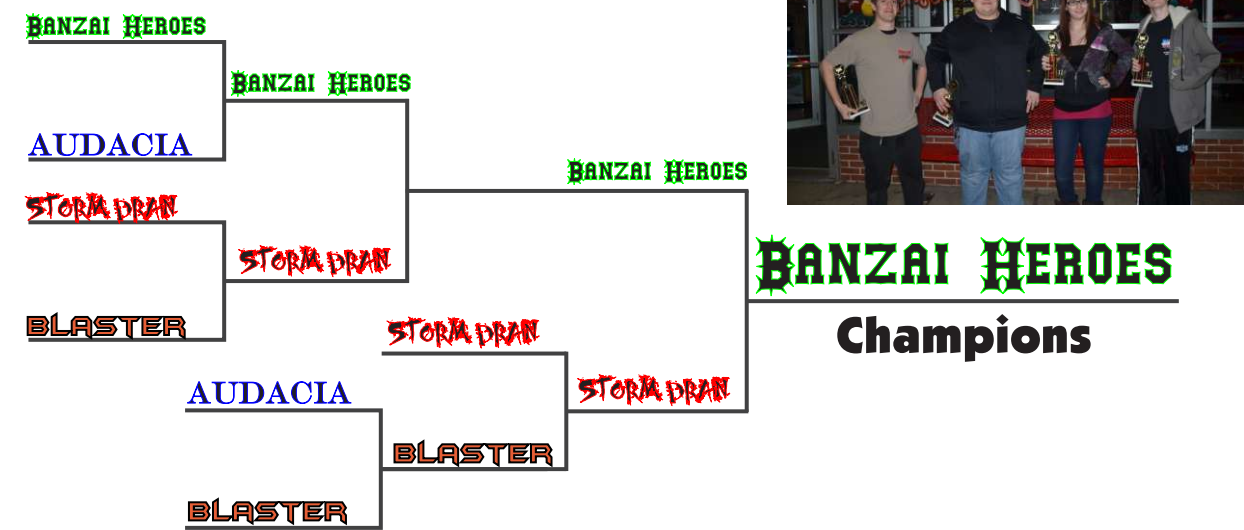 BANZAI HEROES
BANZAI HEROES
AUDACIA
BANZAI HEROES
STORM DRAN
STORM DRAN
BANZAI HEROES
Champions
BLASTER
STORM DRAN
AUDACIA
STORM DRAN
BLASTER
BLASTER